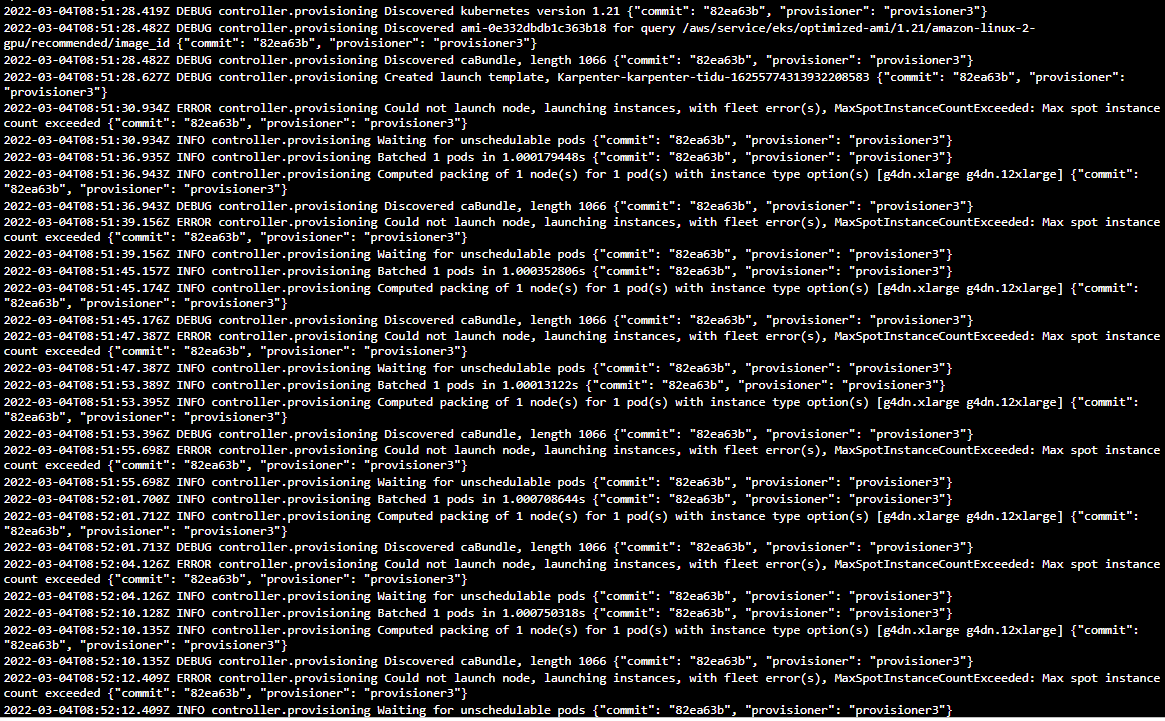 2022-03-04T08:51:28.419Z DEBUG controller.provisioning Discovered kubernetes version 1.21 {"commit": "82ea63b", "provisioner": "provisioner3"}
2022-03-04T08:51:28.482Z DEBUG controller.provisioning Discovered ami-0e332dbdb1c363b18 for query /aws/service/eks/optimized-ami/1.21/amazon-linux-2-
gpu/recommended/image_id {"commit": "82ea63b", "provisioner": "provisioner3"}
2022-03-04T08:51:28.482Z DEBUG controller.provisioning Discovered caBundle, length 1066 {"commit": "82ea63b", "provisioner": "provisioner3"}
2022-03-04T08:51:28.627Z DEBUG controller.provisioning Created launch template, Karpenter-karpenter-tidu-16255774313932208583 {"commit": "82ea63b", "provisioner":
"provisioner3"}
2022-03-04T08:51:30.934Z ERROR controller.provisioning Could not launch node, launching instances, with fleet error(s), MaxSpotInstanceCountExceeded: Max spot instance
count exceeded {"commit": "82ea63b", "provisioner": "provisioner3"}
2022-03-04T08:51:30.934Z INFO controller.provisioning Waiting for unschedulable pods {"commit": "82ea63b", "provisioner": "provisioner3"}
2022-03-04T08:51:36.935Z INFO controller.provisioning Batched 1 pods in 1.000179448s {"commit": "82ea63b", "provisioner": "provisioner3"}
2022-03-04T08:51:36.943Z INFO controller.provisioning Computed packing of 1 node(s) for 1 pod(s) with instance type option(s) [g4dn.xlarge g4dn.12xlarge] {"commit":
"82ea63b", "provisioner": "provisioner3"}
2022-03-04T08:51:36.943Z DEBUG controller.provisioning Discovered caBundle, length 1066 {"commit": "82ea63b", "provisioner": "provisioner3"}
2022-03-04T08:51:39.156Z ERROR controller.provisioning Could not launch node, launching instances, with fleet error(s), MaxSpotInstanceCountExceeded: Max spot instance
count exceeded {"commit": "82ea63b", "provisioner": "provisioner3"}
2022-03-04T08:51:39.156Z INFO controller.provisioning Waiting for unschedulable pods {"commit": "82ea63b", "provisioner": "provisioner3"}
2022-03-04T08:51:45.157Z INFO controller.provisioning Batched 1 pods in 1.000352806s {"commit": "82ea63b", "provisioner": "provisioner3"}
2022-03-04T08:51:45.174Z INFO controller.provisioning Computed packing of 1 node(s) for 1 pod(s) with instance type option(s) [g4dn.xlarge g4dn.12xlarge] {"commit":
"82ea63b", "provisioner": "provisioner3"}
2022-03-04T08:51:45.176Z DEBUG controller.provisioning Discovered caBundle, length 1066 {"commit": "82ea63b", "provisioner": "provisioner3"}
2022-03-04T08:51:47.387Z ERROR controller.provisioning Could not launch node, launching instances, with fleet error(s), MaxSpotInstanceCountExceeded: Max spot instance
count exceeded {"commit": "82ea63b", "provisioner": "provisioner3"}
2022-03-04T08:51:47.387Z INFO controller.provisioning Waiting for unschedulable pods {"commit": "82ea63b", "provisioner": "provisioner3"}
2022-03-04T08:51:53.389Z INFO controller.provisioning Batched 1 pods in 1.00013122s {"commit": "82ea63b", "provisioner": "provisioner3"}
2022-03-04T08:51:53.395Z INFO controller.provisioning Computed packing of 1 node(s) for 1 pod(s) with instance type option(s) [g4dn.xlarge g4dn.12xlarge] {"commit":
"82ea63b", "provisioner": "provisioner3"}
2022-03-04T08:51:53.396Z DEBUG controller.provisioning Discovered caBundle, length 1066 {"commit": "82ea63b", "provisioner": "provisioner3"}
2022-03-04T08:51:55.698Z ERROR controller.provisioning Could not launch node, launching instances, with fleet error(s), MaxSpotInstanceCountExceeded: Max spot instance
count exceeded {"commit": "82ea63b", "provisioner": "provisioner3"}
2022-03-04T08:51:55.698Z INFO controller.provisioning Waiting for unschedulable pods {"commit": "82ea63b", "provisioner": "provisioner3"}
2022-03-04T08:52:01.700Z INFO controller.provisioning Batched 1 pods in 1.000708644s {"commit": "82ea63b", "provisioner": "provisioner3"}
2022-03-04T08:52:01.712Z INFO controller.provisioning Computed packing of 1 node(s) for 1 pod(s) with instance type option(s) [g4dn.xlarge g4dn.12xlarge] {"commit":
"82ea63b", "provisioner": "provisioner3"}
2022-03-04T08:52:01.713Z DEBUG controller.provisioning Discovered caBundle, length 1066 {"commit": "82ea63b", "provisioner": "provisioner3"}
2022-03-04T08:52:04.126Z ERROR controller.provisioning Could not launch node, launching instances, with fleet error(s), MaxSpotInstanceCountExceeded: Max spot instance
count exceeded {"commit": "82ea63b", "provisioner": "provisioner3"}
2022-03-04T08:52:04.126Z INFO controller.provisioning Waiting for unschedulable pods {"commit": "82ea63b", "provisioner": "provisioner3"}
2022-03-04T08:52:10.128Z INFO controller.provisioning Batched 1 pods in 1.000750318s {"commit": "82ea63b", "provisioner": "provisioner3"}
2022-03-04T08:52:10.135Z INFO controller.provisioning Computed packing of 1 node(s) for 1 pod(s) with instance type option(s) [g4dn.xlarge g4dn.12xlarge] {"commit":
"82ea63b", "provisioner": "provisioner3"}
2022-03-04T08:52:10.135Z DEBUG controller.provisioning Discovered caBundle, length 1066 {"commit": "82ea63b", "provisioner": "provisioner3"}
2022-03-04T08:52:12.409Z ERROR controller.provisioning Could not launch node, launching instances, with fleet error(s), MaxSpotInstanceCountExceeded: Max spot instance
count exceeded {"commit": "82ea63b", "provisioner": "provisioner3"}
2022-03-04T08:52:12.409Z INFO controller.provisioning Waiting for unschedulable pods {"commit": "82ea63b", "provisioner": "provisioner3"}